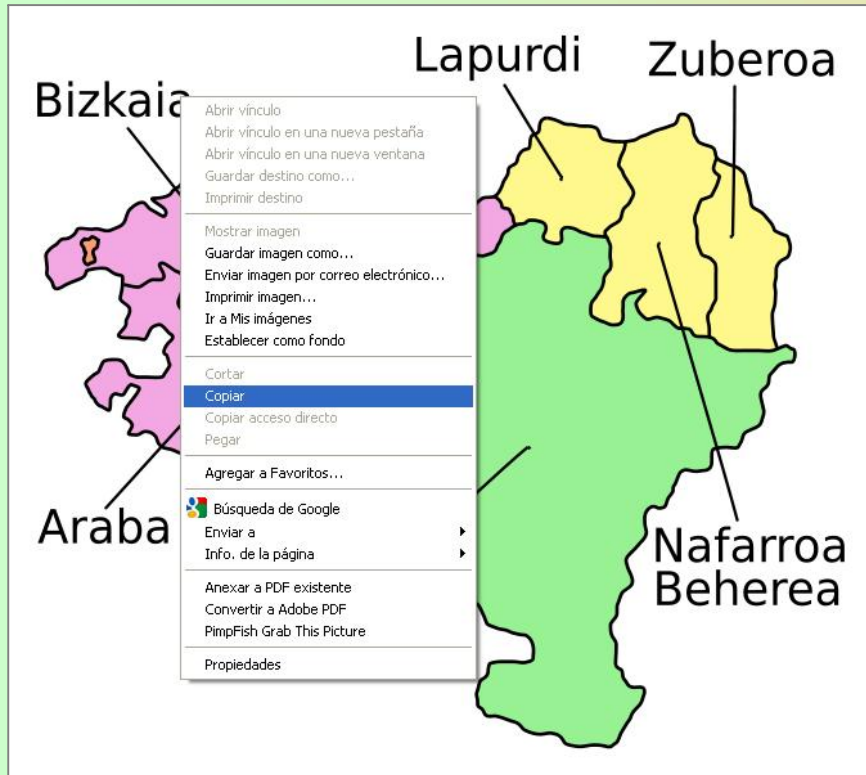 Lapurdi
Zuberoa
Bizkaia
Abrir vínculo
Abrir vínculo en una nueva pestaña
Abrir vínculo en una nueva ventana
Guardar destino como...
Imprimir destino
Mostrar imagen
Guardar imagen como...
Enviar imagen por correo electrónico...
Imprimir imagen...
Ir a Mis imágenes
Establecer como fondo
Cortar
Copiar
Copiar acceso directo
Pegar
Agregar a Favoritos...
Búsqueda de Google
Enviar a
Info. de la página
Anexar a PDF existente
Convertir a Adobe PDF
PimpFish Grab This Picture
Propiedades
Araba
Nafarroa
Beherea